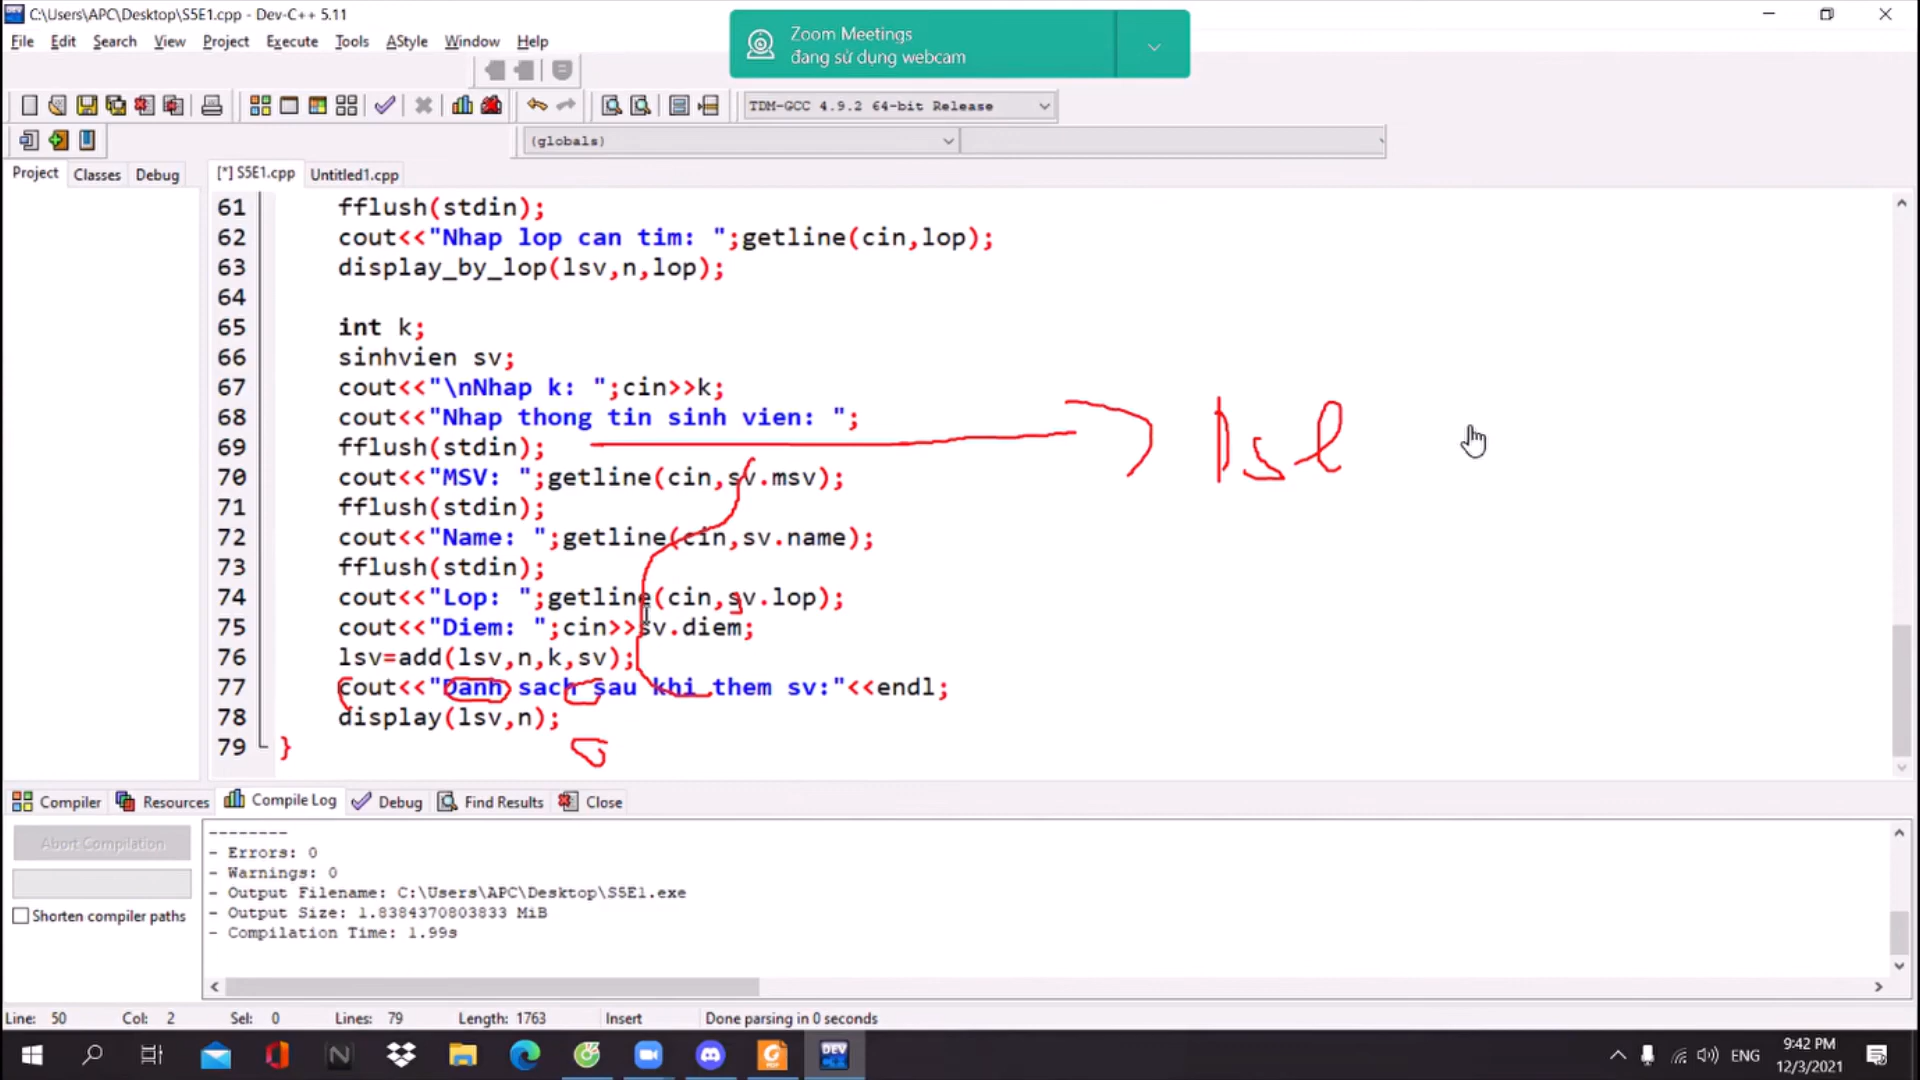 C:\Users\APC\Desktop\S5E1.cpp - Dev-C++ 5.11
Zoom Meetings
đang sử dụng webcam
File Edit Search View Project Execute Tools AStyle Window Help
TDM-GCC 4.9.2 64-bit Release
(globals)
Project Classes Debug
[*] S5E1.cpp Untitled1.cpp
61 fflush(stdin);
62 cout<<"Nhap lop can tim: ";getline(cin,lop);
63 display_by_lop(lsv,n,lop);
64
65 int k;
66 sinhvien sv;
67 cout<<"\nNhap k: ";cin>>k;
68 cout<<"Nhap thong tin sinh vien: ";
69 fflush(stdin);
70 cout<<"MSV: ";getline(cin,sv.msv);
71 fflush(stdin);
72 cout<<"Name: ";getline(cin,sv.name);
73 fflush(stdin);
74 cout<<"Lop: ";getline(cin,sv.lop);
75 cout<<"Diem: ";cin>>sv.diem;
76 lsv=add(lsv,n,k,sv);
77 cout<<"Danh sach sau khi them sv:"<<endl;
78 display(lsv,n);
79 }
Compiler Resources Compile Log Debug Find Results Close
Abort Compilation
Shorten compiler paths
--------
- Errors: 0
- Warnings: 0
- Output Filename: C:\Users\APC\Desktop\S5E1.exe
- Output Size: 1.8384370803833 MiB
- Compilation Time: 1.99s
Line: 50 Col: 2 Sel: 0 Lines: 79 Length: 1763 Insert Done parsing in 0 seconds
DEV
ENG
9:42 PM
12/3/2021